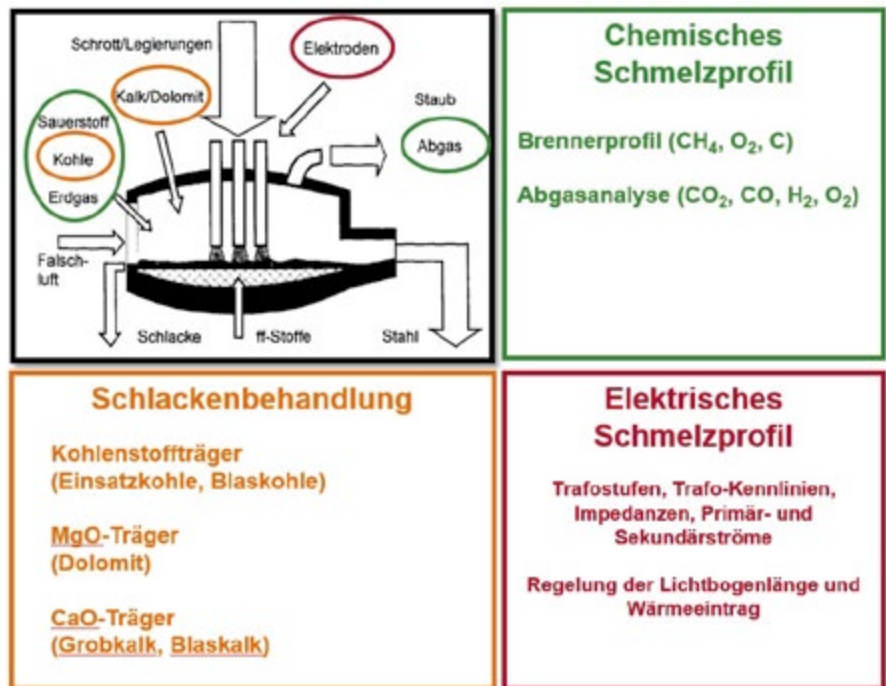 Schrott/Legierungen
Elektroden
Kalk/Dolomit
Staub
Sauerstoff
Abgas
Kohle
Erdgas
Falsch-
luft
Schlacke
ff-Stoffe
Stahl
Chemisches
Schmelzprofil
Brennerprofil (CH₄, O₂, C)
Abgasanalyse (CO₂, CO, H₂, O₂)
Schlackenbehandlung
Kohlenstoffträger
(Einsatzkohle, Blaskohle)
MgO-Träger
(Dolomit)
CaO-Träger
(Grobkalk, Blaskalk)
Elektrisches
Schmelzprofil
Trafostufen, Trafo-Kennlinien,
Impedanzen, Primär- und
Sekundärströme
Regelung der Lichtbogenlänge und
Wärmeeintrag